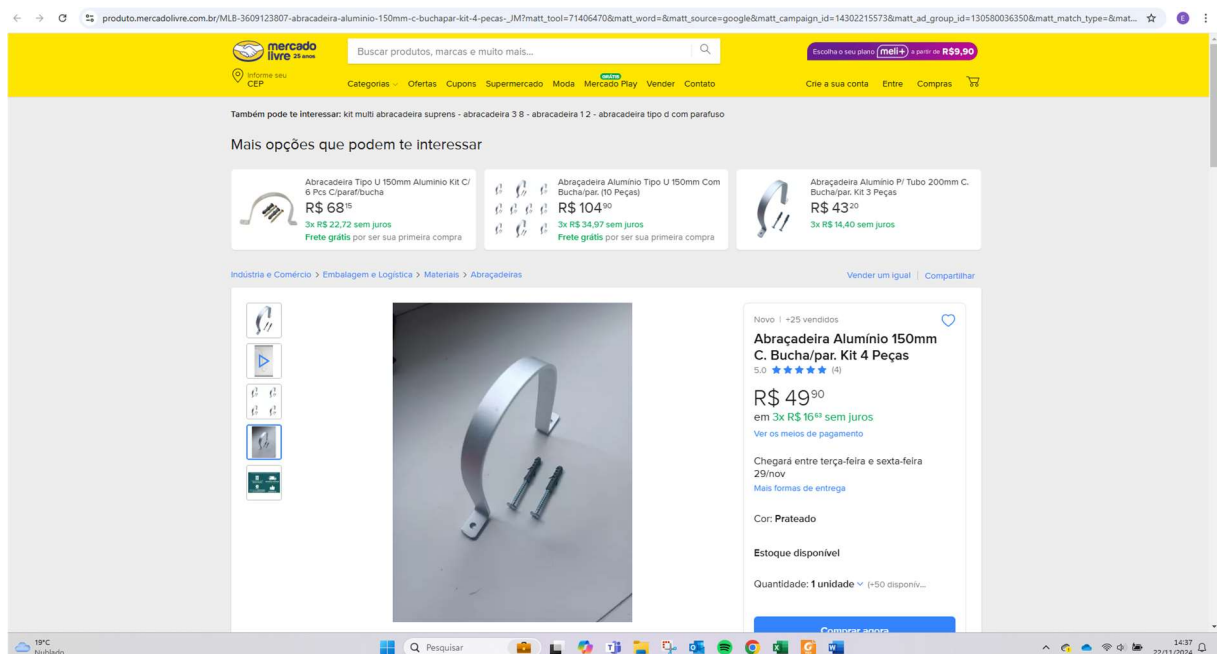 produto.mercadolivre.com.br/MLB-3609123807-abracadeira-aluminio-150mm-c-buchapar-kit-4-pecas-_JM?matt_tool=71406470&matt_word=&matt_source=google&matt_campaign_id=14302215573&matt_ad_group_id=130580036350&matt_match_type=&mat...
E
mercado
livre 25 anos
Buscar produtos, marcas e muito mais...
Escolha o seu plano meli+ a partir de R$9,90
Informe seu
CEP
GRÁTIS
Categorias Ofertas Cupons Supermercado Moda Mercado Play Vender Contato
Crie a sua conta Entre Compras
Também pode te interessar: kit multi abracadeira suprens - abracadeira 3 8 - abracadeira 1 2 - abracadeira tipo d com parafuso
Mais opções que podem te interessar
Abracadeira Tipo U 150mm Aluminio Kit C/
6 Pcs C/paraf/bucha
R$ 68 15
3x R$ 22,72 sem juros
Frete grátis por ser sua primeira compra
Abraçadeira Alumínio Tipo U 150mm Com
Bucha/par. (10 Peças)
R$ 104 90
3x R$ 34,97 sem juros
Frete grátis por ser sua primeira compra
Abraçadeira Alumínio P/ Tubo 200mm C.
Bucha/par. Kit 3 Peças
R$ 43 20
3x R$ 14,40 sem juros
Indústria e Comércio > Embalagem e Logística > Materiais > Abraçadeiras
Vender um igual | Compartilhar
Novo | +25 vendidos
Abraçadeira Alumínio 150mm
C. Bucha/par. Kit 4 Peças
5.0 ★★★★★ (4)
R$ 49 90
em 3x R$ 16 63 sem juros
Ver os meios de pagamento
Chegará entre terça-feira e sexta-feira
29/nov
Mais formas de entrega
Cor: Prateado
Estoque disponível
Quantidade: 1 unidade (+50 disponív...
Comprar agora
19°C
Nublado
Pesquisar
14:37
22/11/2024